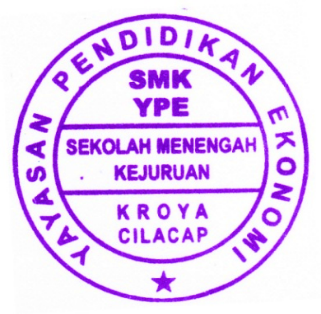 YAYASAN PENDIDIKAN EKONOMI
SMK
YPE
SEKOLAH MENENGAH
KEJURUAN
KROYA
CILACAP